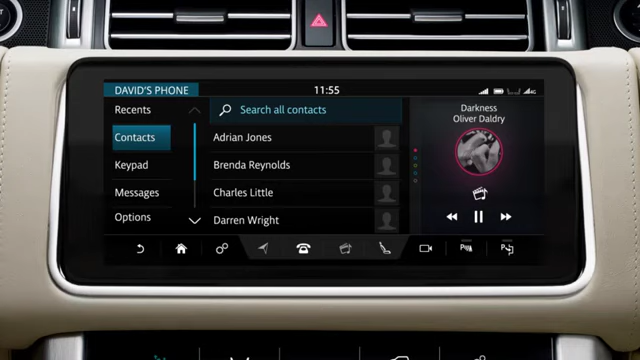 DAVID'S PHONE
11:55
4G
Recents
Contacts
Keypad
Messages
Options
Search all contacts
Adrian Jones
Brenda Reynolds
Charles Little
Darren Wright
Darkness
Oliver Daldry